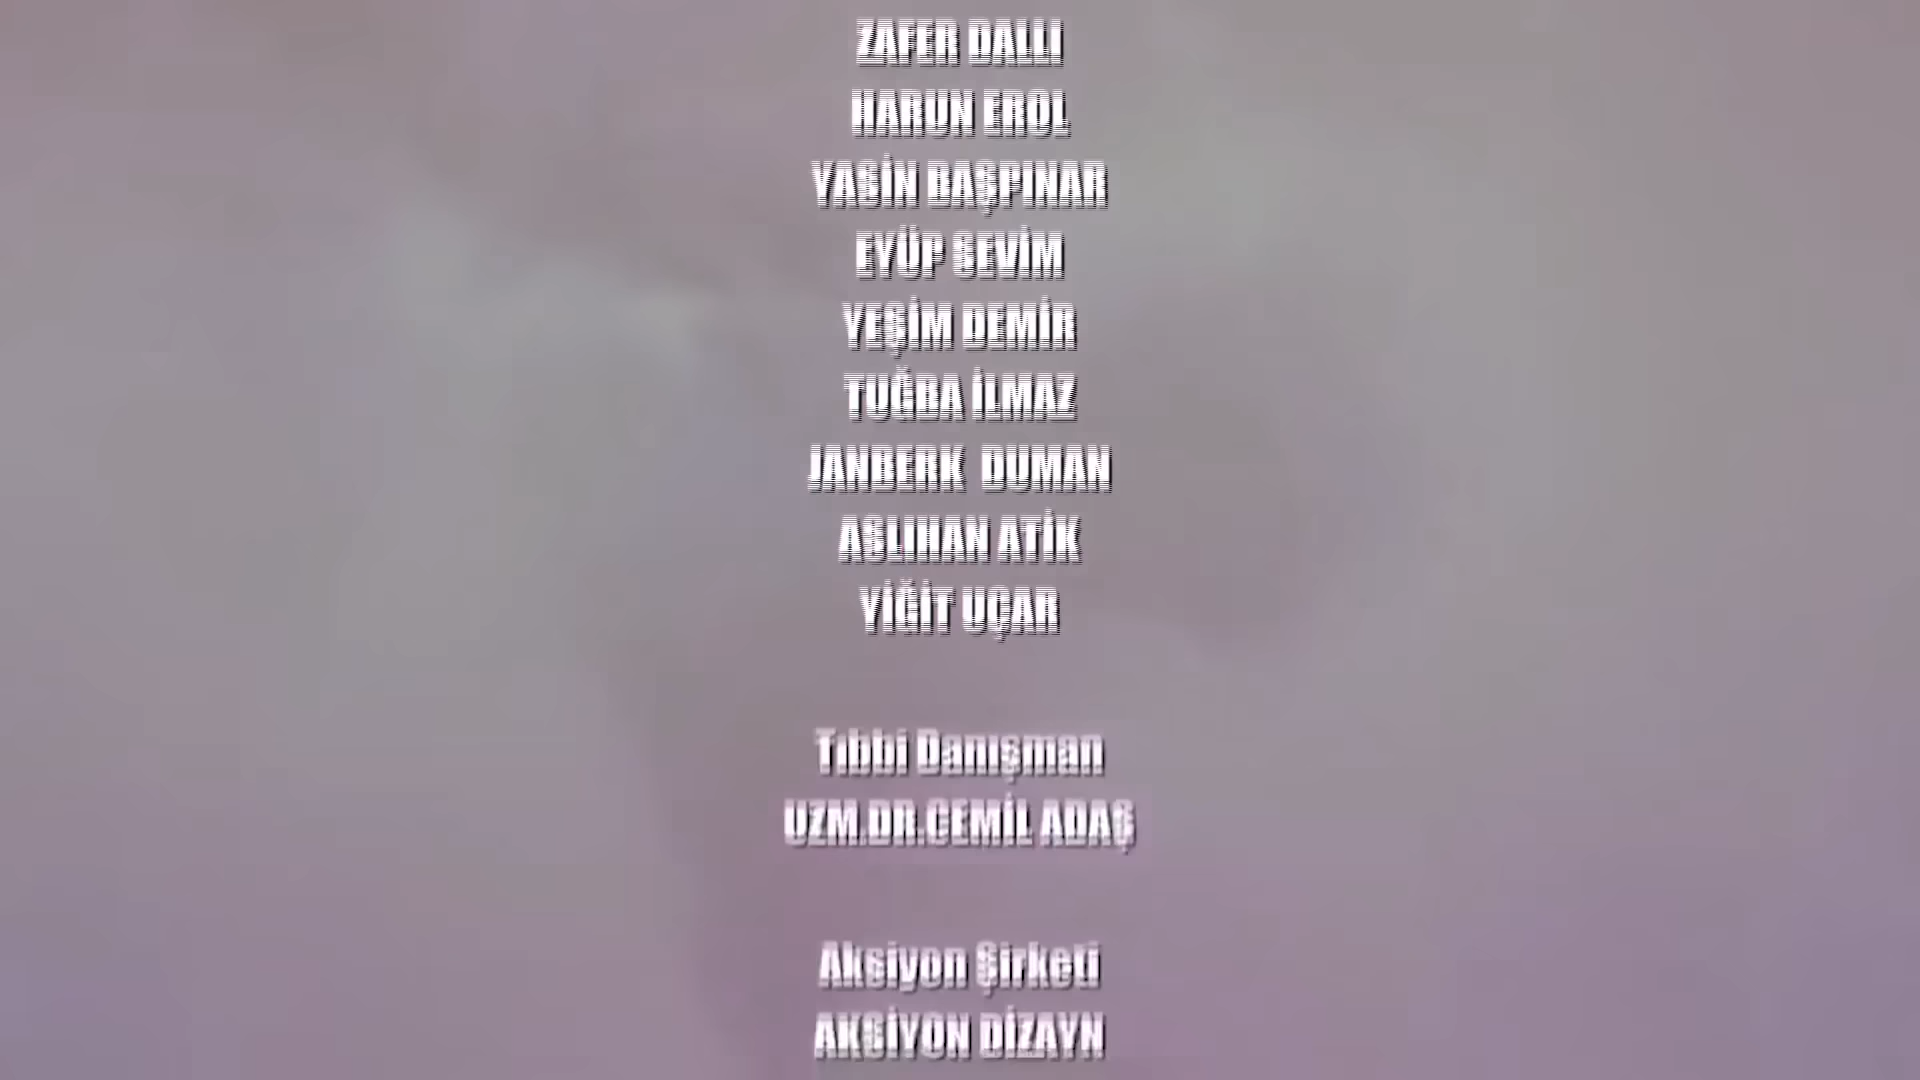 ZAFER DALLI
HARUN EROL
YASİN BAŞPINAR
EYÜP SEVİM
YEŞİM DEMİR
TUĞBA İLMAZ
JANBERK DUMAN
ASLIHAN ATİK
YİĞİT UÇAR
Tıbbi Danışman
UZM.DR.CEMİL ADAŞ
Aksiyon Şirketi
AKSİYON DİZAYN